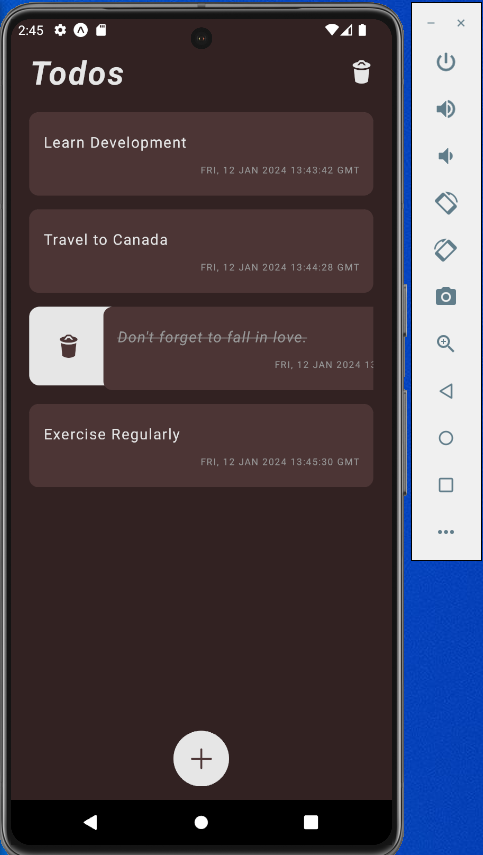 2:45
Todos
Learn Development
FRI, 12 JAN 2024 13:43:42 GMT
Travel to Canada
FRI, 12 JAN 2024 13:44:28 GMT
Don't forget to fall in love.
FRI, 12 JAN 2024 13
Exercise Regularly
FRI, 12 JAN 2024 13:45:30 GMT